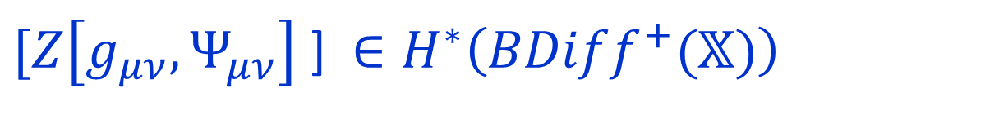 [Z[g_{μν}, Ψ_{μν}] ] ∈ H^*(BDiff^+(𝕏))